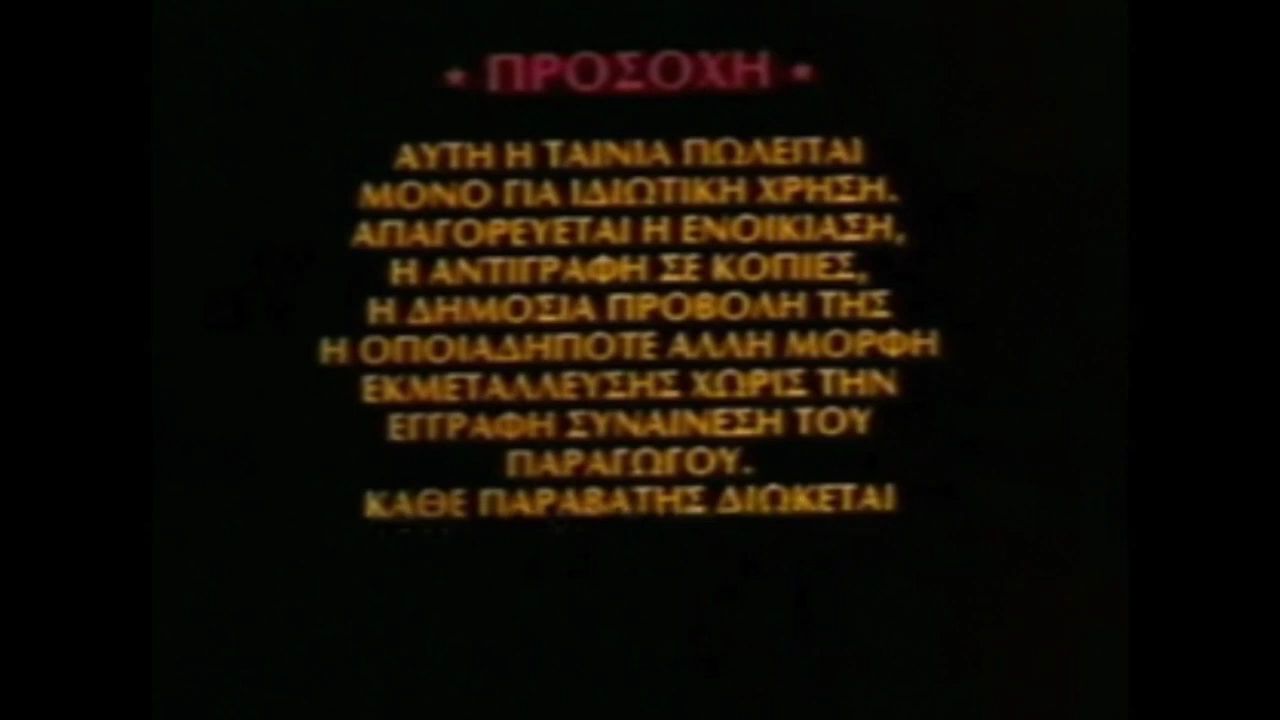 • ΠΡΟΣΟΧΗ •
ΑΥΤΗ Η ΤΑΙΝΙΑ ΠΩΛΕΙΤΑΙ
ΜΟΝΟ ΓΙΑ ΙΔΙΩΤΙΚΗ ΧΡΗΣΗ.
ΑΠΑΓΟΡΕΥΕΤΑΙ Η ΕΝΟΙΚΙΑΣΗ,
Η ΑΝΤΙΓΡΑΦΗ ΣΕ ΚΟΠΙΕΣ,
Η ΔΗΜΟΣΙΑ ΠΡΟΒΟΛΗ ΤΗΣ
Η ΟΠΟΙΑΔΗΠΟΤΕ ΑΛΛΗ ΜΟΡΦΗ
ΕΚΜΕΤΑΛΛΕΥΣΗΣ ΧΩΡΙΣ ΤΗΝ
ΕΓΓΡΑΦΗ ΣΥΝΑΙΝΕΣΗ ΤΟΥ
ΠΑΡΑΓΩΓΟΥ.
ΚΑΘΕ ΠΑΡΑΒΑΤΗΣ ΔΙΩΚΕΤΑΙ